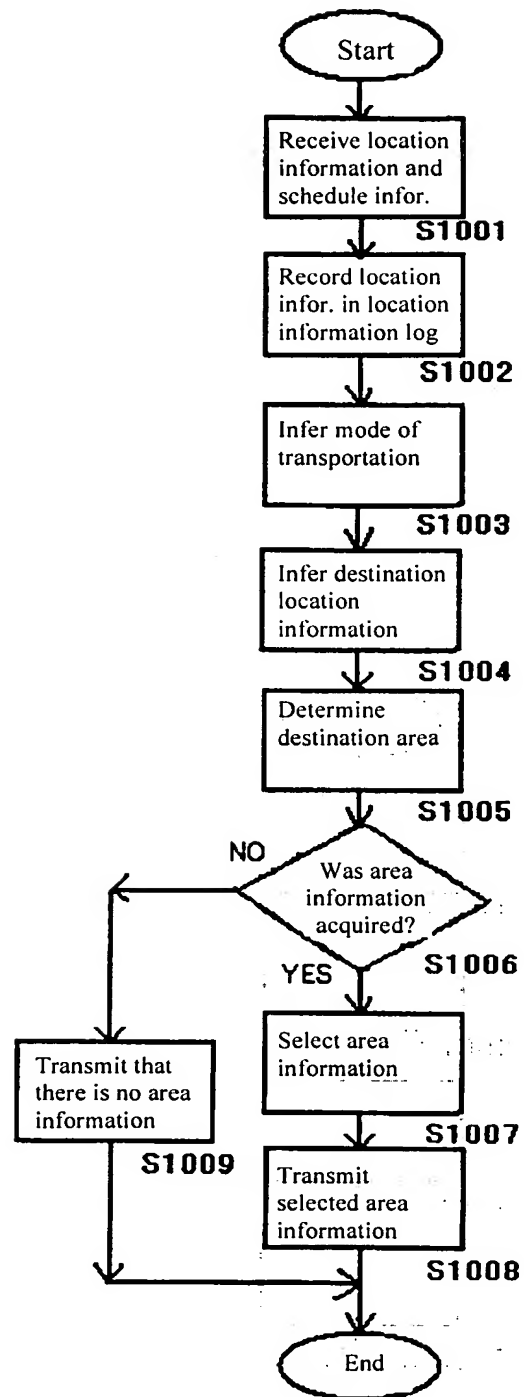 Start
Receive location
information and
schedule infor.
S1001
Record location
infor. in location
information log
S1002
Infer mode of
transportation
S1003
Infer destination
location
information
S1004
Determine
destination area
S1005
NO
Was area
information
acquired?
S1006
YES
Select area
information
S1007
Transmit that
there is no area
information
S1009
Transmit
selected area
information
S1008
End